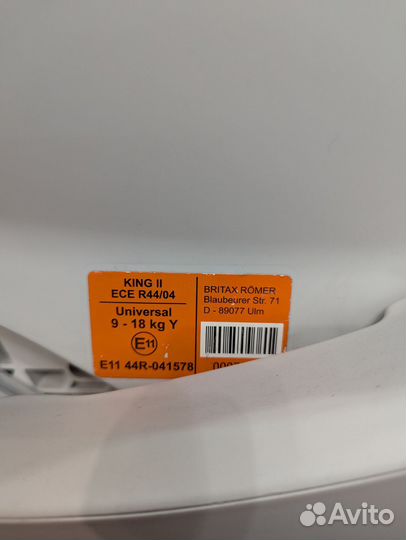 KING II
ECE R44/04
Universal
9 - 18 kg Y
E11
E11 44R-041578
BRITAX RÖMER
Blaubeurer Str. 71
D - 89077 Ulm
Avito